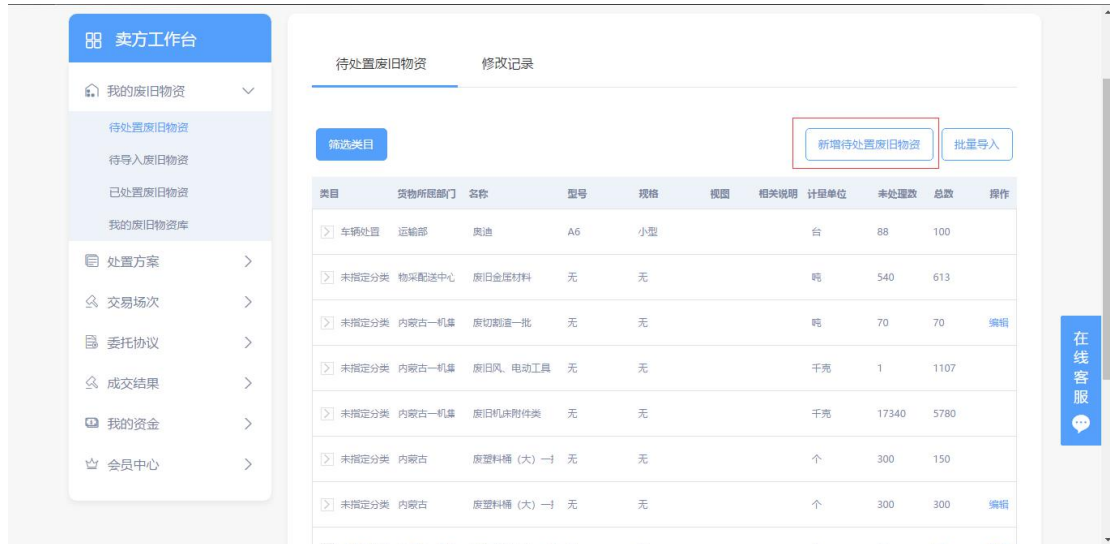 卖方工作台
我的废旧物资
待处置废旧物资
待导入废旧物资
已处置废旧物资
我的废旧物资库
处置方案
交易场次
委托协议
成交结果
我的资金
会员中心
待处置废旧物资 修改记录
筛选类目 新增待处置废旧物资 批量导入
类目 货物所属部门 名称 型号 规格 视图 相关说明 计量单位 未处理数 总数 操作
车辆处置 运输部 奥迪 A6 小型 台 88 100
未指定分类 物采配送中心 废旧金属材料 无 无 吨 540 613
未指定分类 内蒙古一机集 废切割渣一批 无 无 吨 70 70 编辑
未指定分类 内蒙古一机集 废旧风、电动工具 无 无 千克 1 1107
未指定分类 内蒙古一机集 废旧机床附件类 无 无 千克 17340 5780
未指定分类 内蒙古 废塑料桶（大）一 无 无 个 300 150
未指定分类 内蒙古 废塑料桶（大）一 无 无 个 300 300 编辑
在线客服